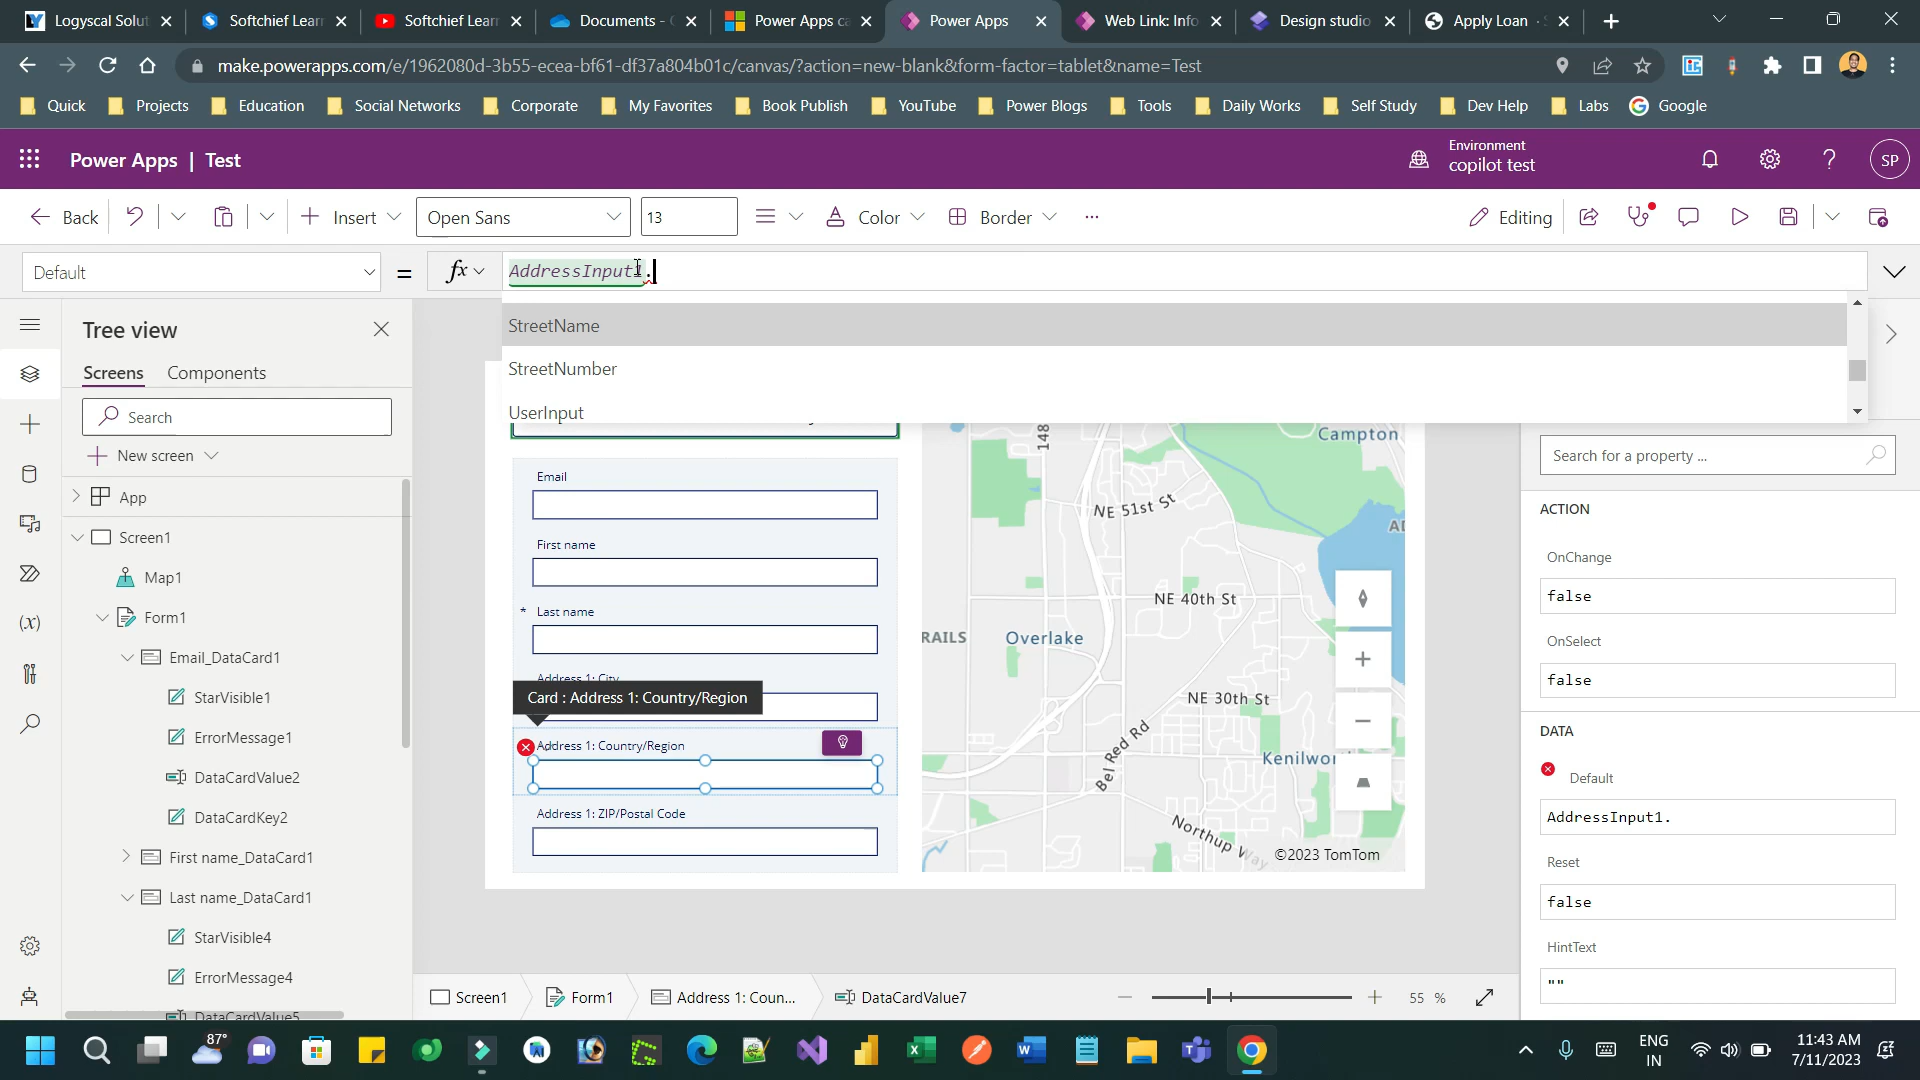 Logyscal Solut
Softchief Lear
Softchief Lear
Documents -
Power Apps ca
Power Apps
Web Link: Info
Design studio
Apply Loan
make.powerapps.com/e/1962080d-3b55-ecea-bf61-df37a804b01c/canvas/?action=new-blank&form-factor=tablet&name=Test
Quick
Projects
Education
Social Networks
Corporate
My Favorites
Book Publish
YouTube
Power Blogs
Tools
Daily Works
Self Study
Dev Help
Labs
Google
Power Apps | Test
Environment
copilot test
SP
Back
Insert
Open Sans
13
Color
Border
Editing
Default
=
fx
AddressInput1.
StreetName
StreetNumber
UserInput
Tree view
Screens
Components
Search
New screen
App
Screen1
Map1
Form1
Email_DataCard1
StarVisible1
ErrorMessage1
DataCardValue2
DataCardKey2
First name_DataCard1
Last name_DataCard1
StarVisible4
ErrorMessage4
DataCardValue5
Email
First name
* Last name
Address 1: City
Card : Address 1: Country/Region
Address 1: Country/Region
Address 1: ZIP/Postal Code
148
Campton
NE 51st St
NE 40th St
RAILS
Overlake
NE 30th St
Bel Red Rd
Kenilwor
Northup Way
©2023 TomTom
Search for a property ...
ACTION
OnChange
false
OnSelect
false
DATA
Default
AddressInput1.
Reset
false
HintText
""
Screen1
Form1
Address 1: Coun...
DataCardValue7
55 %
87°
ENG
IN
11:43 AM
7/11/2023